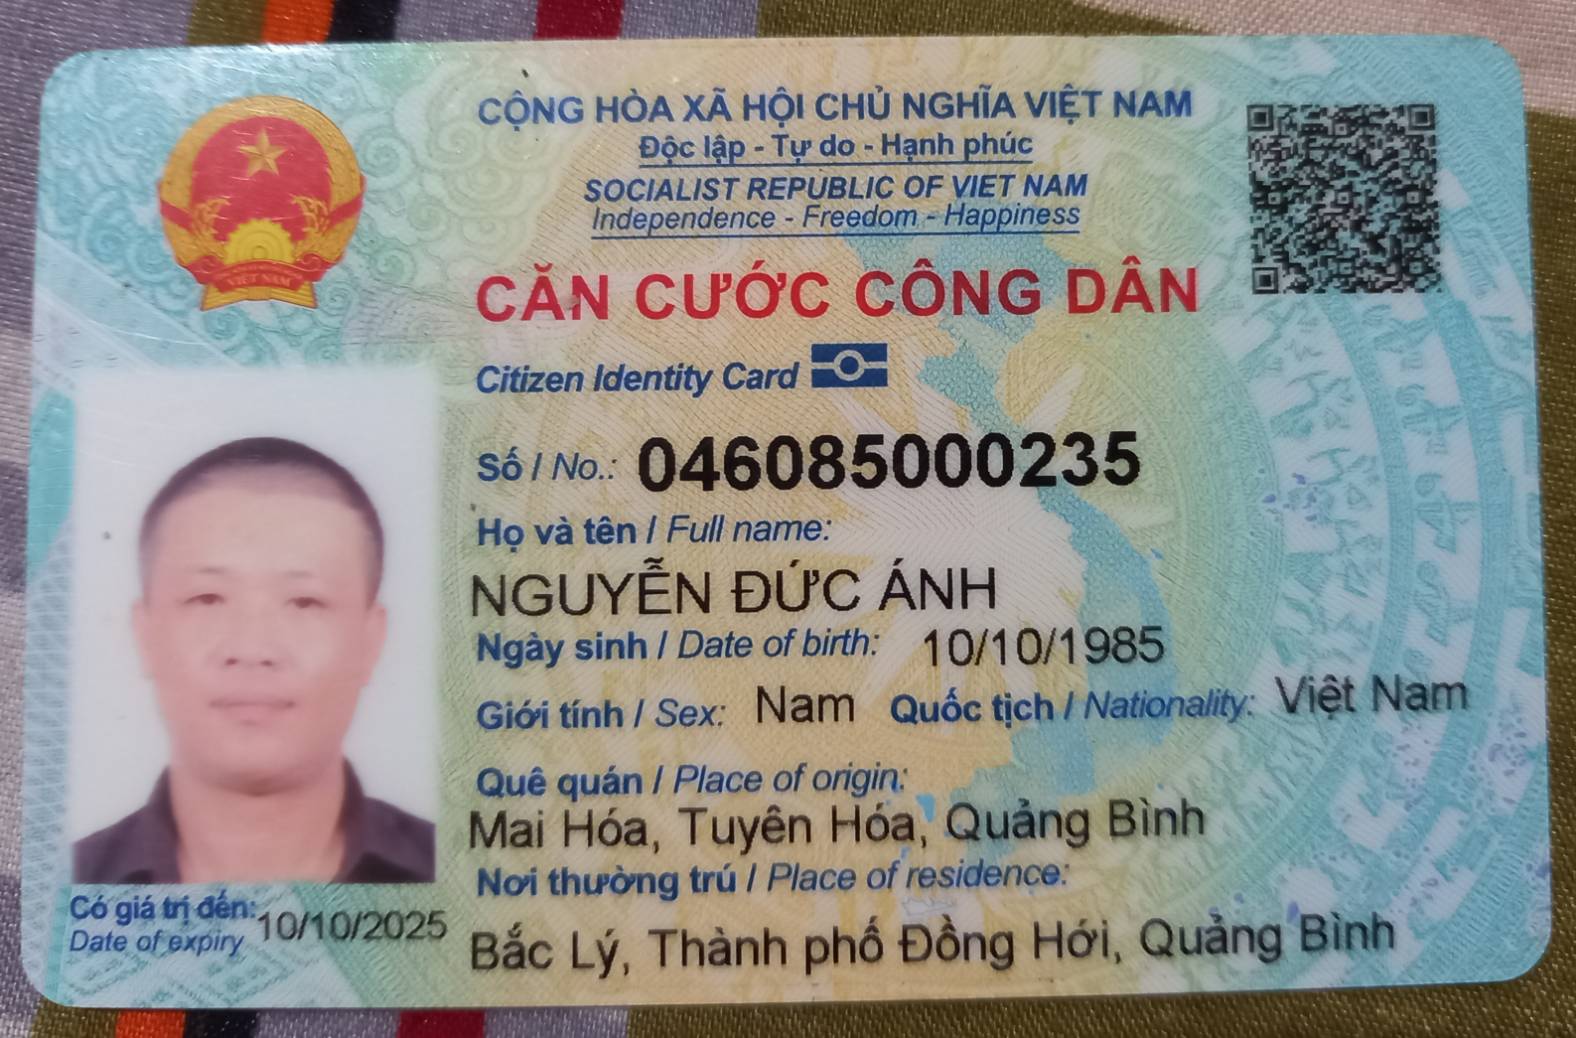 CỘNG HÒA XÃ HỘI CHỦ NGHĨA VIỆT NAM
Độc lập - Tự do - Hạnh phúc
SOCIALIST REPUBLIC OF VIET NAM
Independence - Freedom - Happiness
VIỆT NAM
CĂN CƯỚC CÔNG DÂN
Citizen Identity Card
Số / No.: 046085000235
Họ và tên / Full name:
NGUYỄN ĐỨC ÁNH
Ngày sinh / Date of birth: 10/10/1985
Giới tính / Sex: Nam Quốc tịch / Nationality: Việt Nam
Quê quán / Place of origin:
Mai Hóa, Tuyên Hóa, Quảng Bình
Nơi thường trú / Place of residence:
Bắc Lý, Thành phố Đồng Hới, Quảng Bình
Có giá trị đến: 10/10/2025
Date of expiry